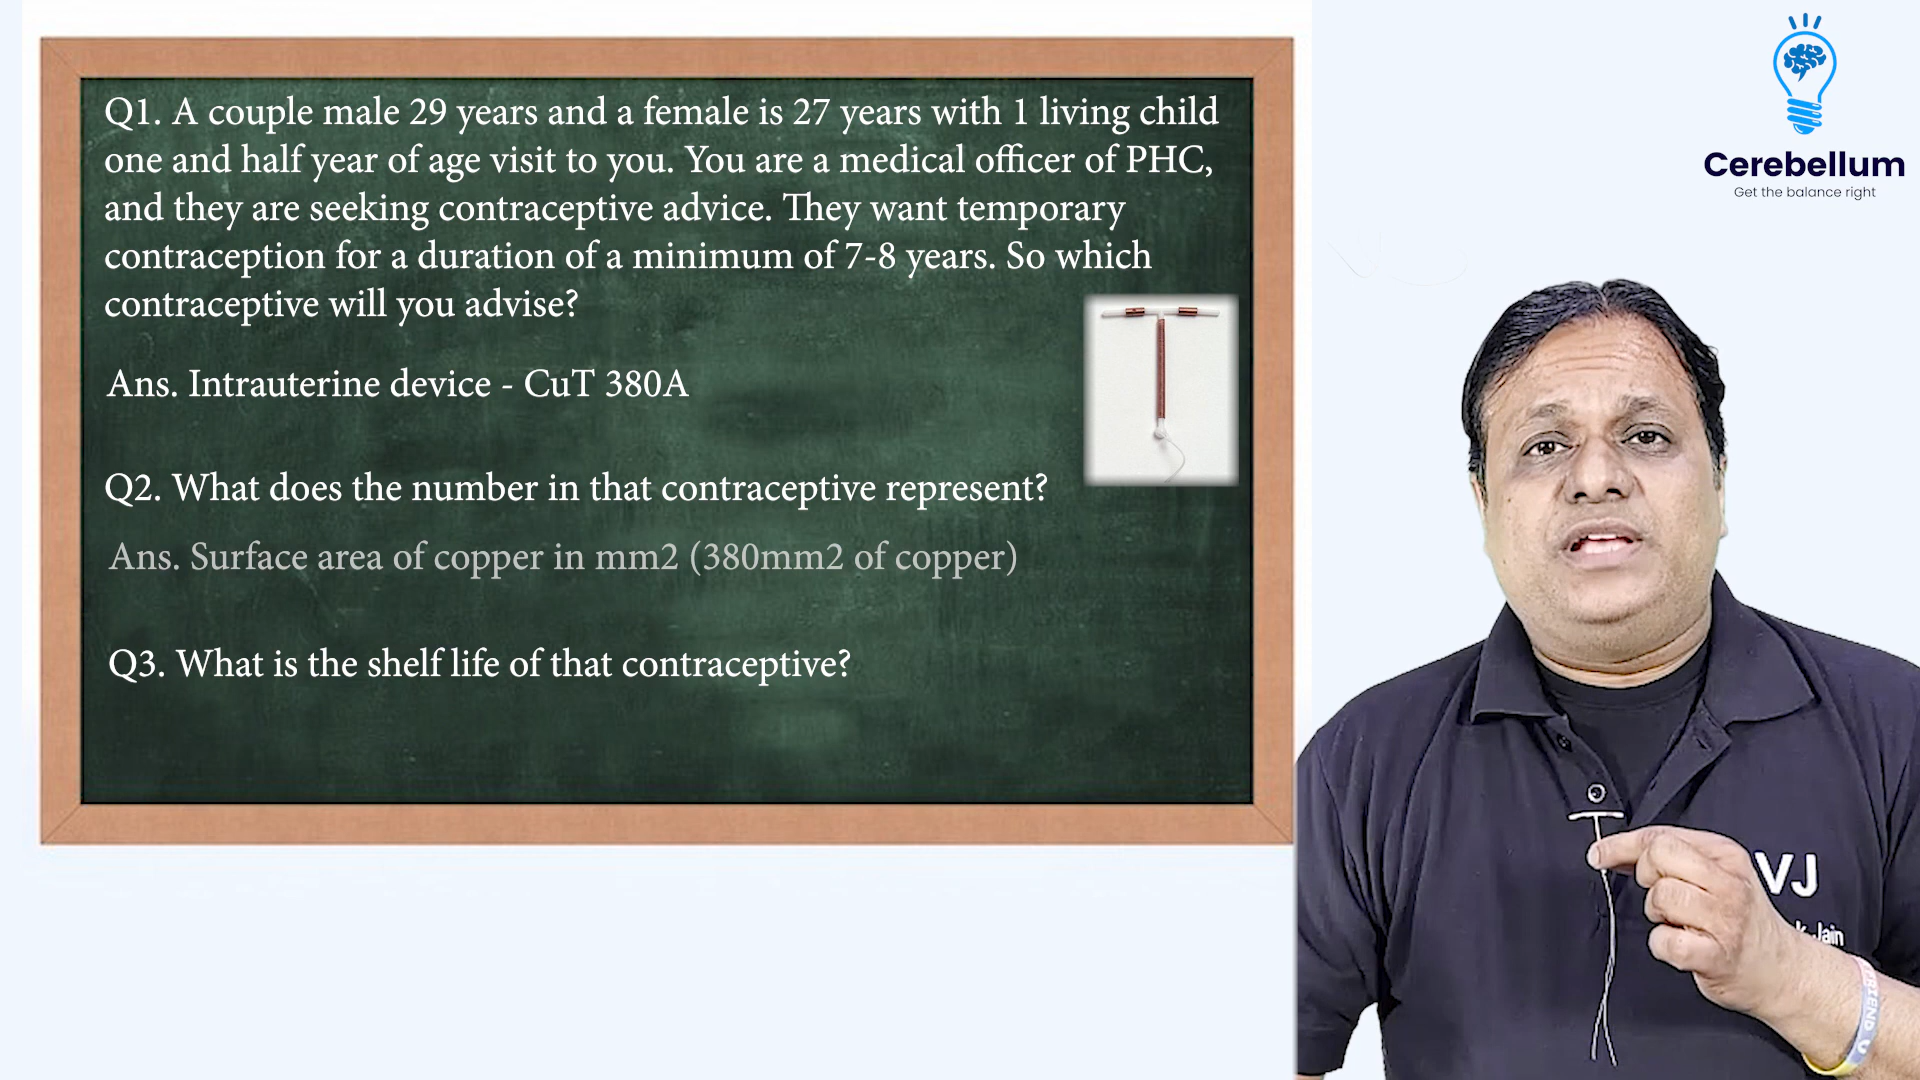 Q1. A couple male 29 years and a female is 27 years with 1 living child
one and half year of age visit to you. You are a medical officer of PHC,
and they are seeking contraceptive advice. They want temporary
contraception for a duration of a minimum of 7-8 years. So which
contraceptive will you advise?
Ans. Intrauterine device - CuT 380A
Q2. What does the number in that contraceptive represent?
Ans. Surface area of copper in mm2 (380mm2 of copper)
Q3. What is the shelf life of that contraceptive?
Cerebellum
Get the balance right
VJ
Jain